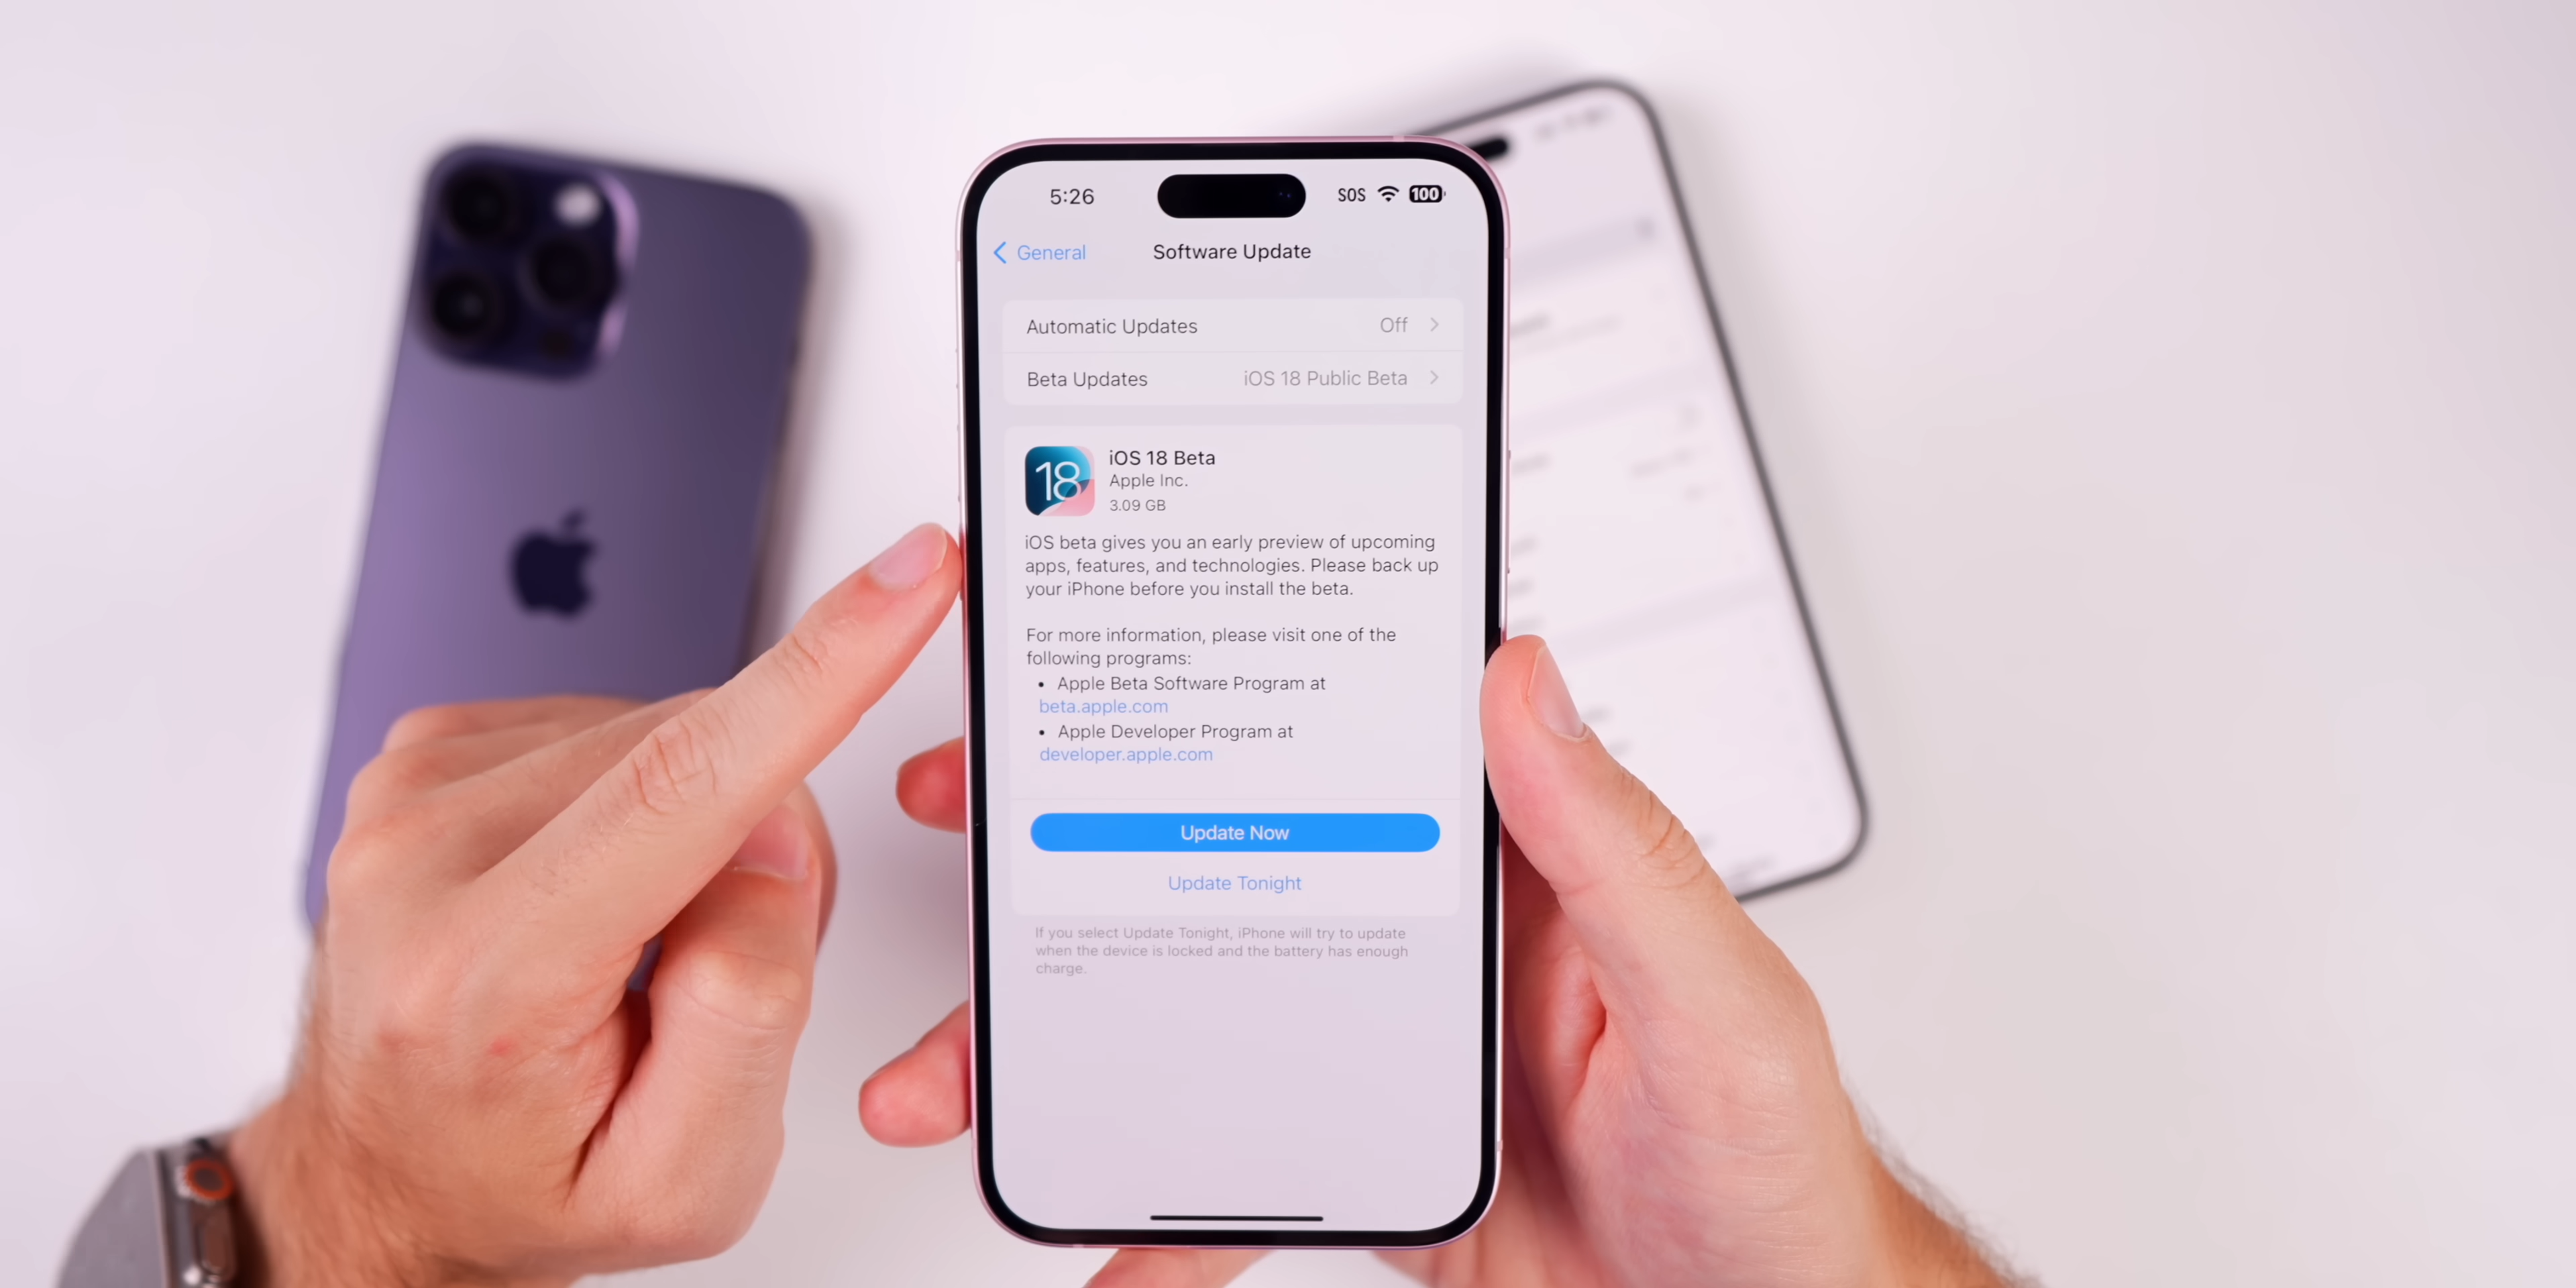 5:26
SOS
100
General
Software Update
Automatic Updates Off
Beta Updates iOS 18 Public Beta
18
iOS 18 Beta
Apple Inc.
3.09 GB
iOS beta gives you an early preview of upcoming
apps, features, and technologies. Please back up
your iPhone before you install the beta.
For more information, please visit one of the
following programs:
• Apple Beta Software Program at
beta.apple.com
• Apple Developer Program at
developer.apple.com
Update Now
Update Tonight
If you select Update Tonight, iPhone will try to update
when the device is locked and the battery has enough
charge.